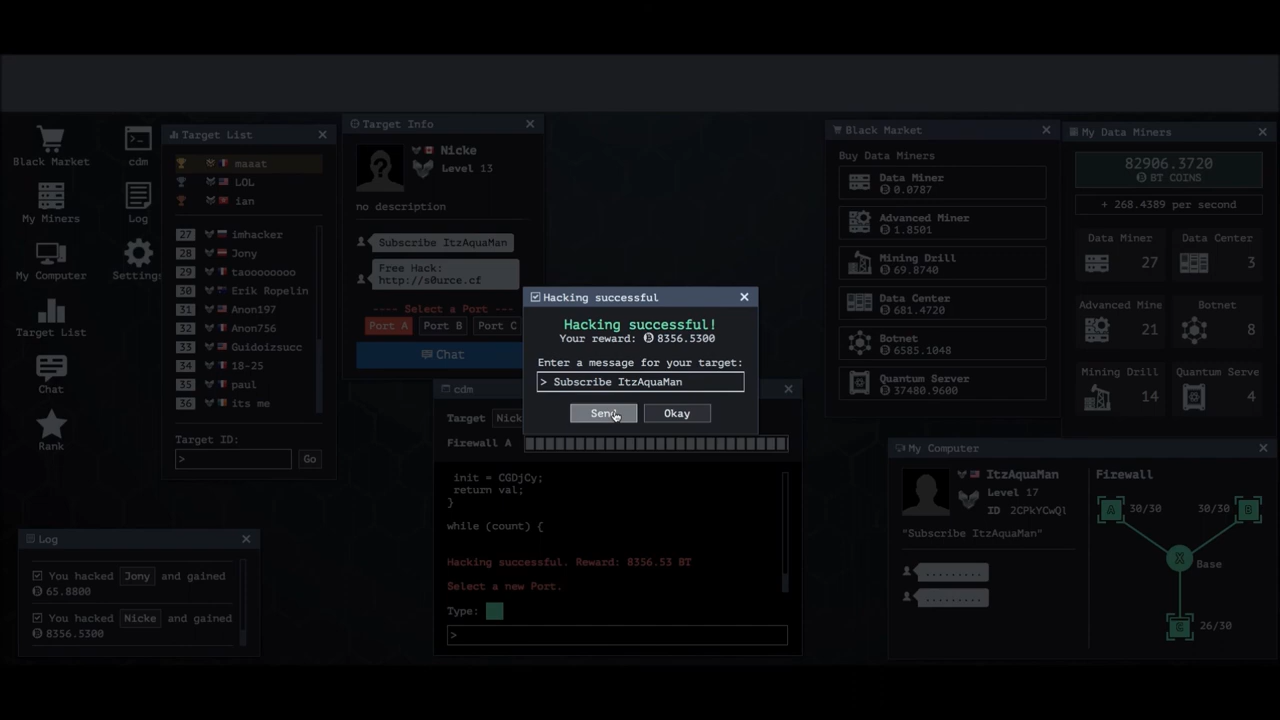 Black Market
My Miners
My Computer
Target List
Chat
Rank
cdm
Log
Settings
Target List
maaat
LOL
ian
27 imhacker
28 Jony
29 taoooooooo
30 Erik Ropelin
31 Anon197
32 Anon756
33 Guidoizsucc
34 18-25
35 paul
36 its me
Target ID:
>
Go
Log
You hacked Jony and gained
65.8800
You hacked Nicke and gained
8356.5300
Target Info
Nicke
Level 13
no description
Subscribe ItzAquaMan
Free Hack:
http://s0urce.cf
---- Select a Port ---
Port A Port B Port C
Chat
Hacking successful
Hacking successful!
Your reward: 8356.5300
Enter a message for your target:
> Subscribe ItzAquaMan
Send Okay
cdm
Target Nick
Firewall A
init = CGDjCy;
return val;
}
while (count) {
Hacking successful. Reward: 8356.53 BT
Select a new Port.
Type:
>
Black Market
Buy Data Miners
Data Miner
0.0787
Advanced Miner
1.8501
Mining Drill
69.8740
Data Center
681.4720
Botnet
6585.1048
Quantum Server
37480.9600
My Data Miners
82906.3720
BT COINS
+ 268.4389 per second
Data Miner Data Center
27 3
Advanced Mine Botnet
21 8
Mining Drill Quantum Serve
14 4
My Computer
ItzAquaMan
Level 17
ID 2CPkYCwQl
"Subscribe ItzAquaMan"
.........
.........
Firewall
A 30/30 30/30 B
X Base
C 26/30